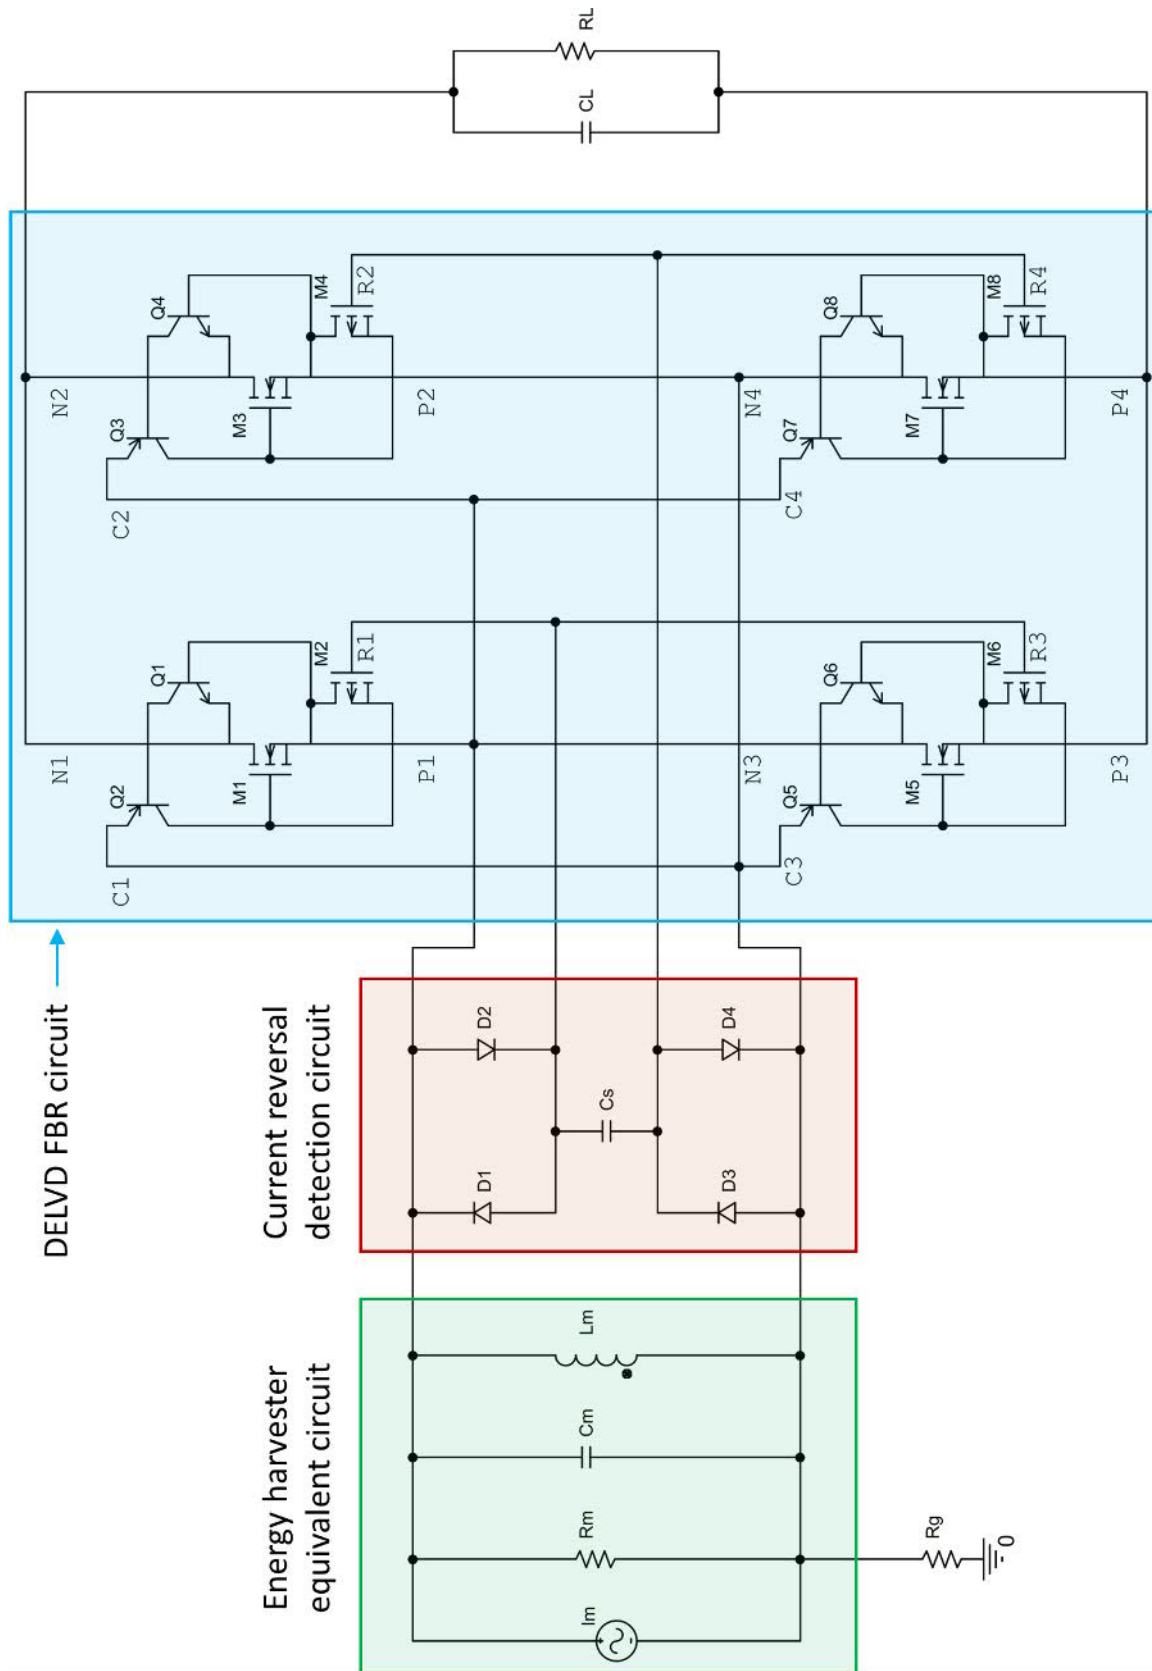 Energy harvester
equivalent circuit
Current reversal
detection circuit
DELVD FBR circuit
Im
+
-
Rm
Cm
Lm
Rg
0
D1
D2
Cs
D3
D4
N1
C1
Q2
Q1
M1
M2
R1
P1
N2
C2
Q3
Q4
M3
M4
R2
P2
N3
C3
Q5
Q6
M5
M6
R3
P3
N4
C4
Q7
Q8
M7
M8
R4
P4
CL
RL